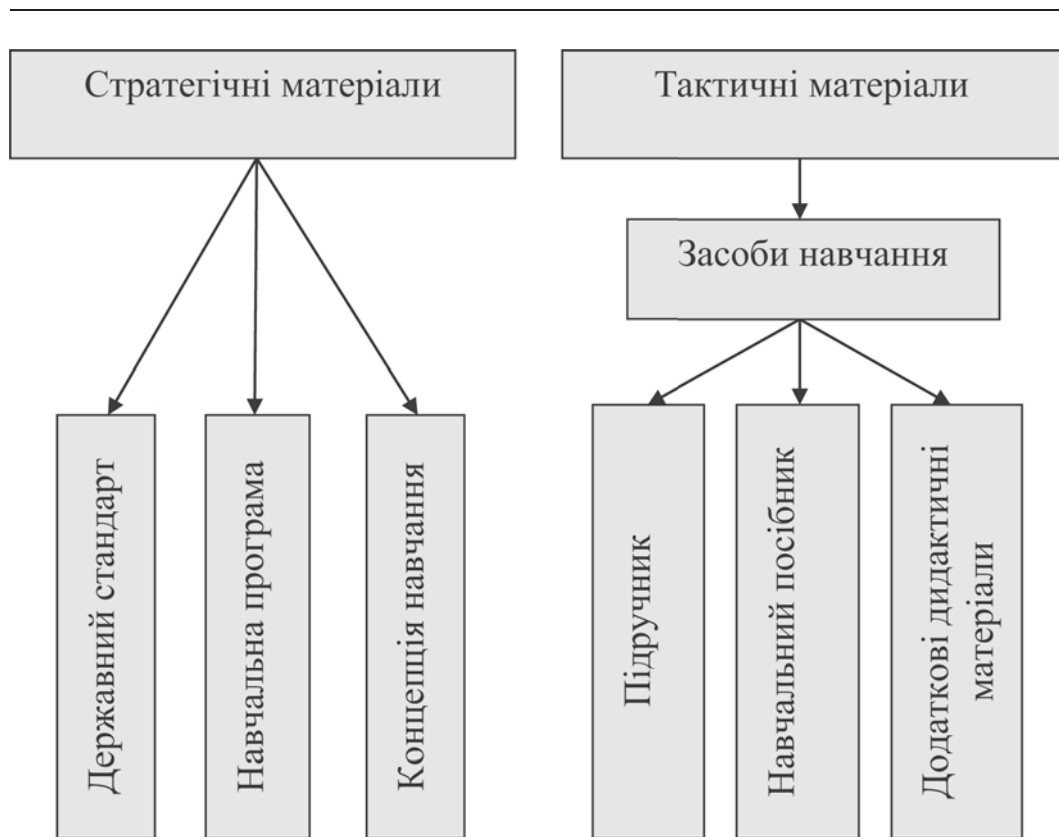 Стратегічні матеріали
Тактичні матеріали
Засоби навчання
Державний стандарт
Навчальна програма
Концепція навчання
Підручник
Навчальний посібник
Додаткові дидактичні
матеріали